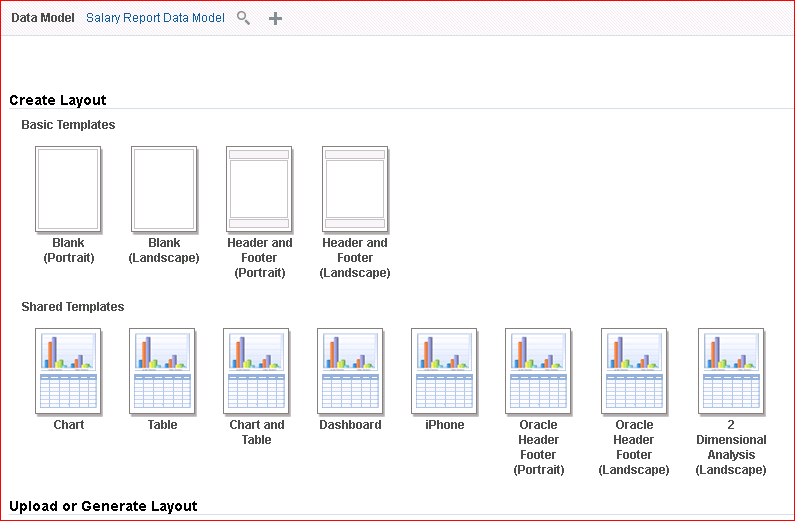 Data Model Salary Report Data Model
Create Layout
Basic Templates
Blank
(Portrait)
Blank
(Landscape)
Header and
Footer
(Portrait)
Header and
Footer
(Landscape)
Shared Templates
Chart
Table
Chart and
Table
Dashboard
iPhone
Oracle
Header
Footer
(Portrait)
Oracle
Header
Footer
(Landscape)
2
Dimensional
Analysis
(Landscape)
Upload or Generate Layout